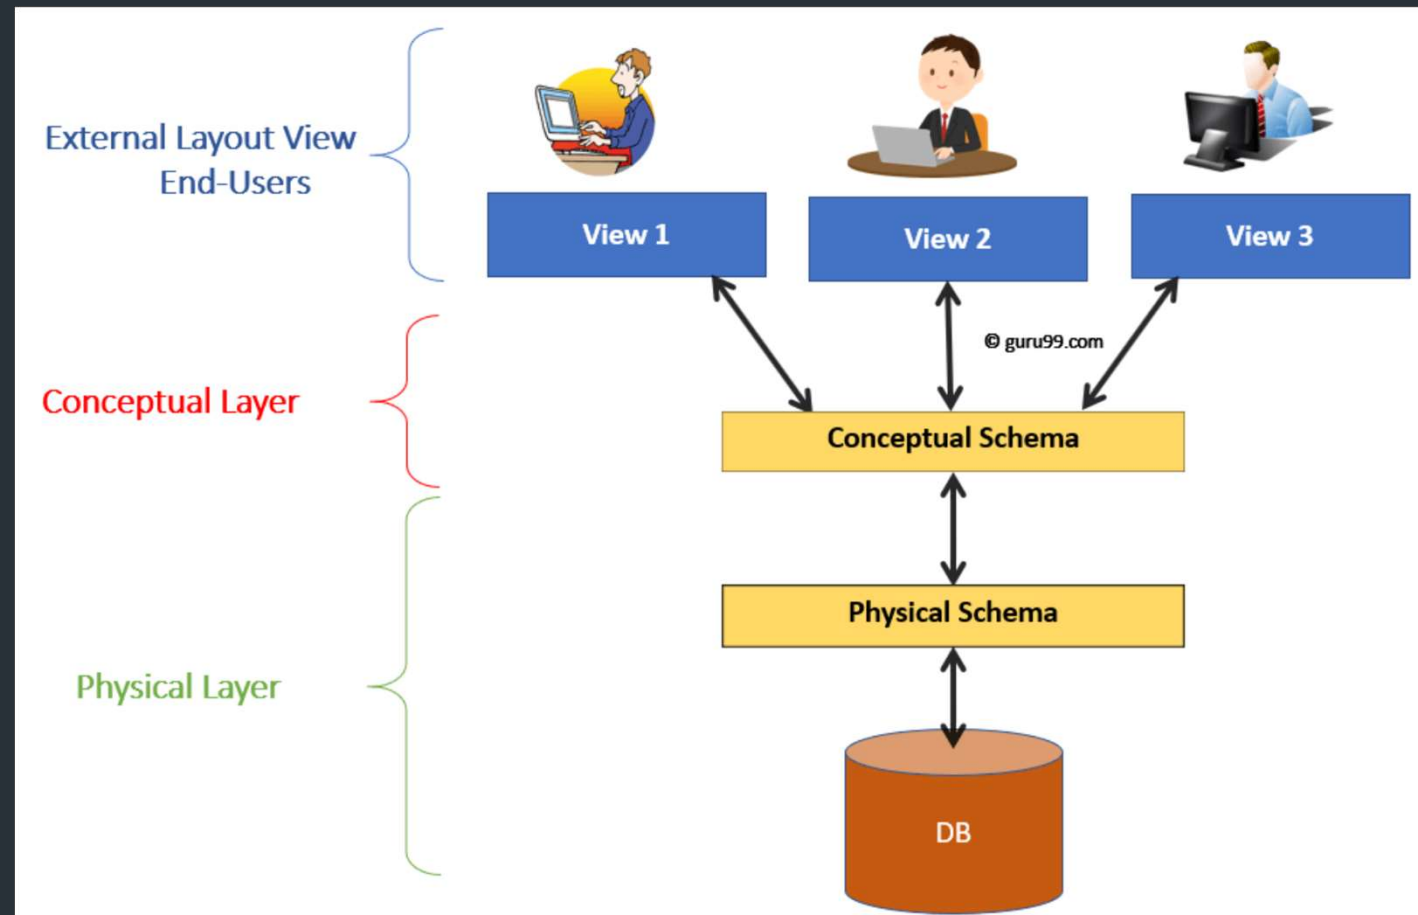 External Layout View
End-Users
View 1
View 2
View 3
© guru99.com
Conceptual Layer
Conceptual Schema
Physical Schema
Physical Layer
DB